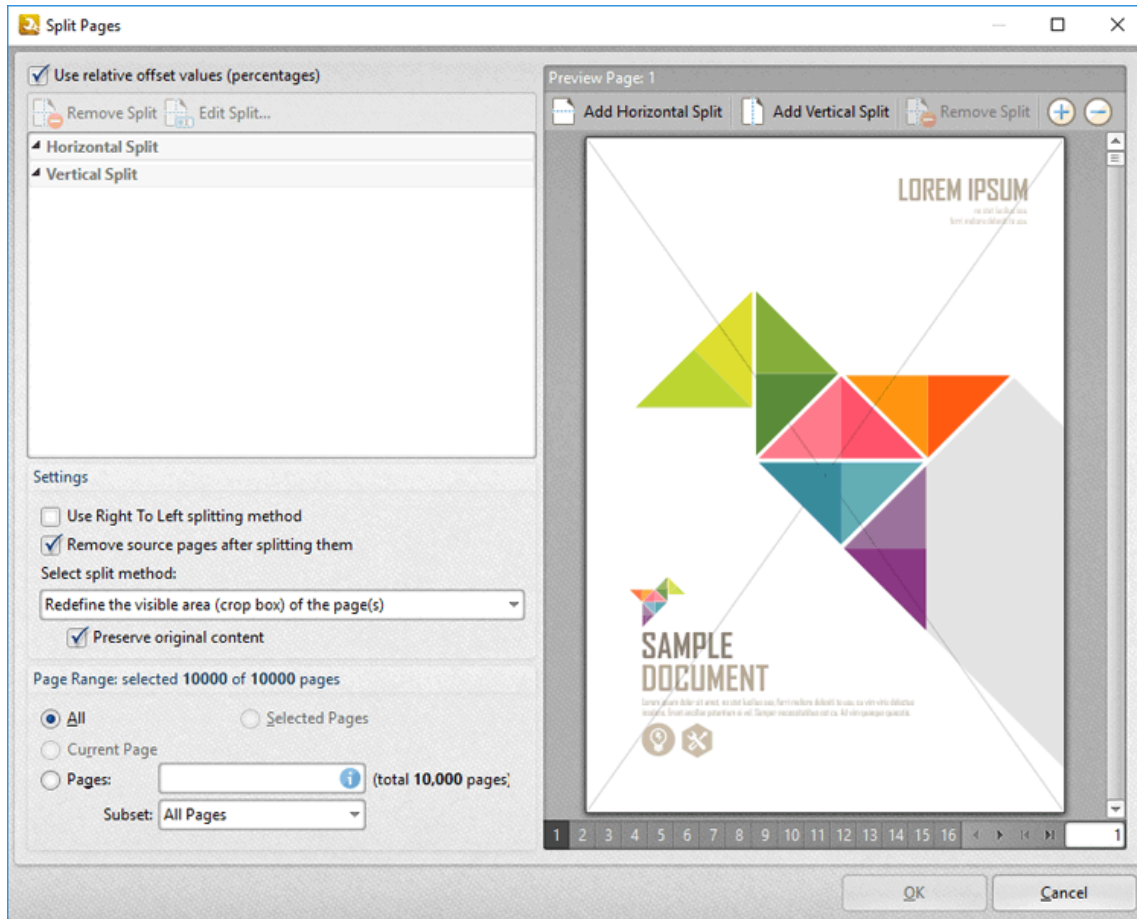 Split Pages
Use relative offset values (percentages)
Remove Split Edit Split...
Horizontal Split
Vertical Split
Settings
Use Right To Left splitting method
Remove source pages after splitting them
Select split method:
Redefine the visible area (crop box) of the page(s)
Preserve original content
Page Range: selected 10000 of 10000 pages
All Selected Pages
Current Page
Pages: (total 10,000 pages)
Subset: All Pages
Preview Page: 1
Add Horizontal Split Add Vertical Split Remove Split
LOREM IPSUM
SAMPLE
DOCUMENT
1 2 3 4 5 6 7 8 9 10 11 12 13 14 15 16 1
OK Cancel